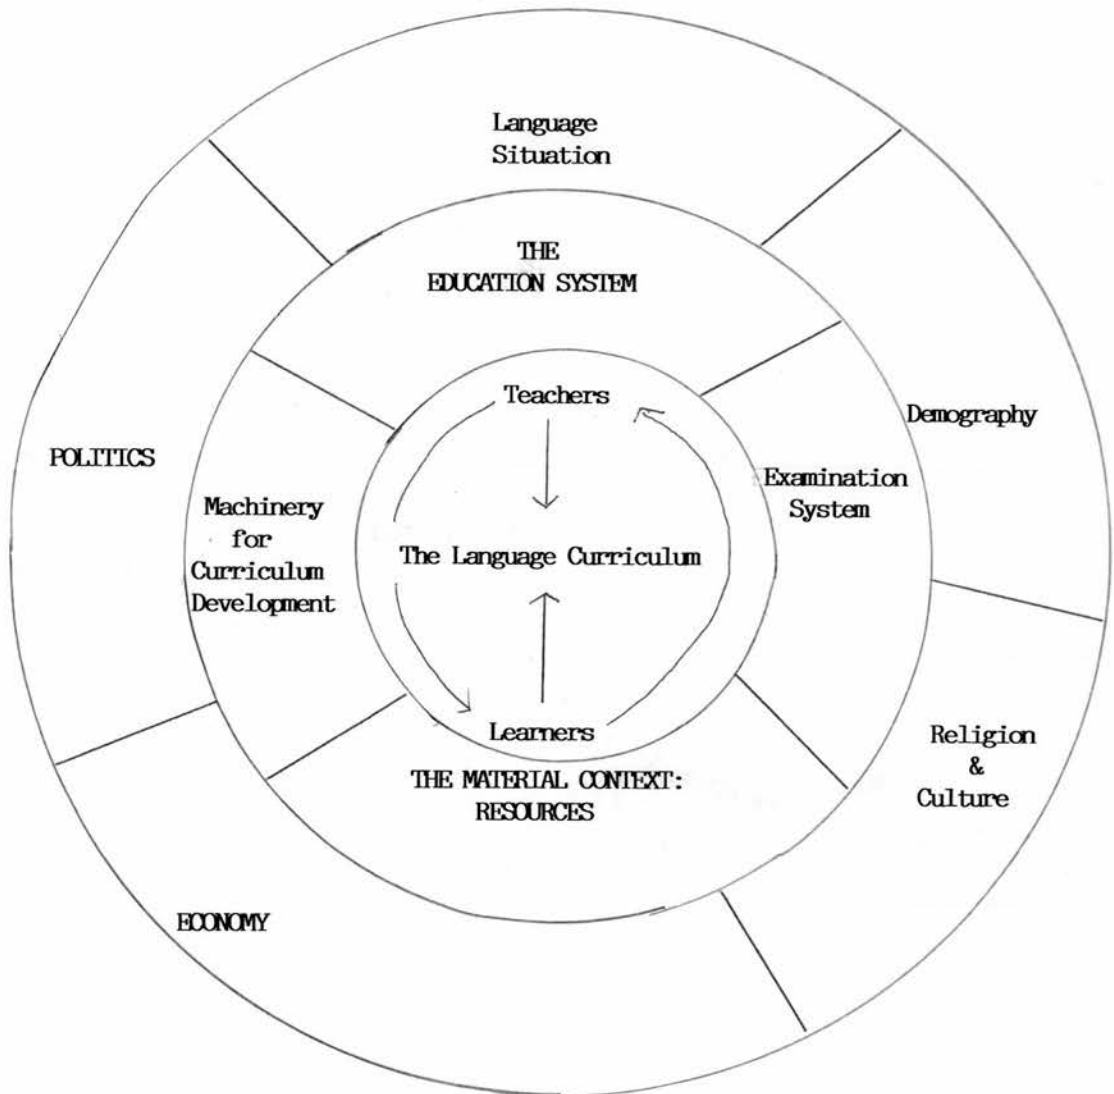 Language
Situation
THE
EDUCATION SYSTEM
Teachers
Demography
POLITICS
Examination
System
Machinery
for
Curriculum
Development
The Language Curriculum
Learners
Religion
&
Culture
THE MATERIAL CONTEXT:
RESOURCES
ECONOMY